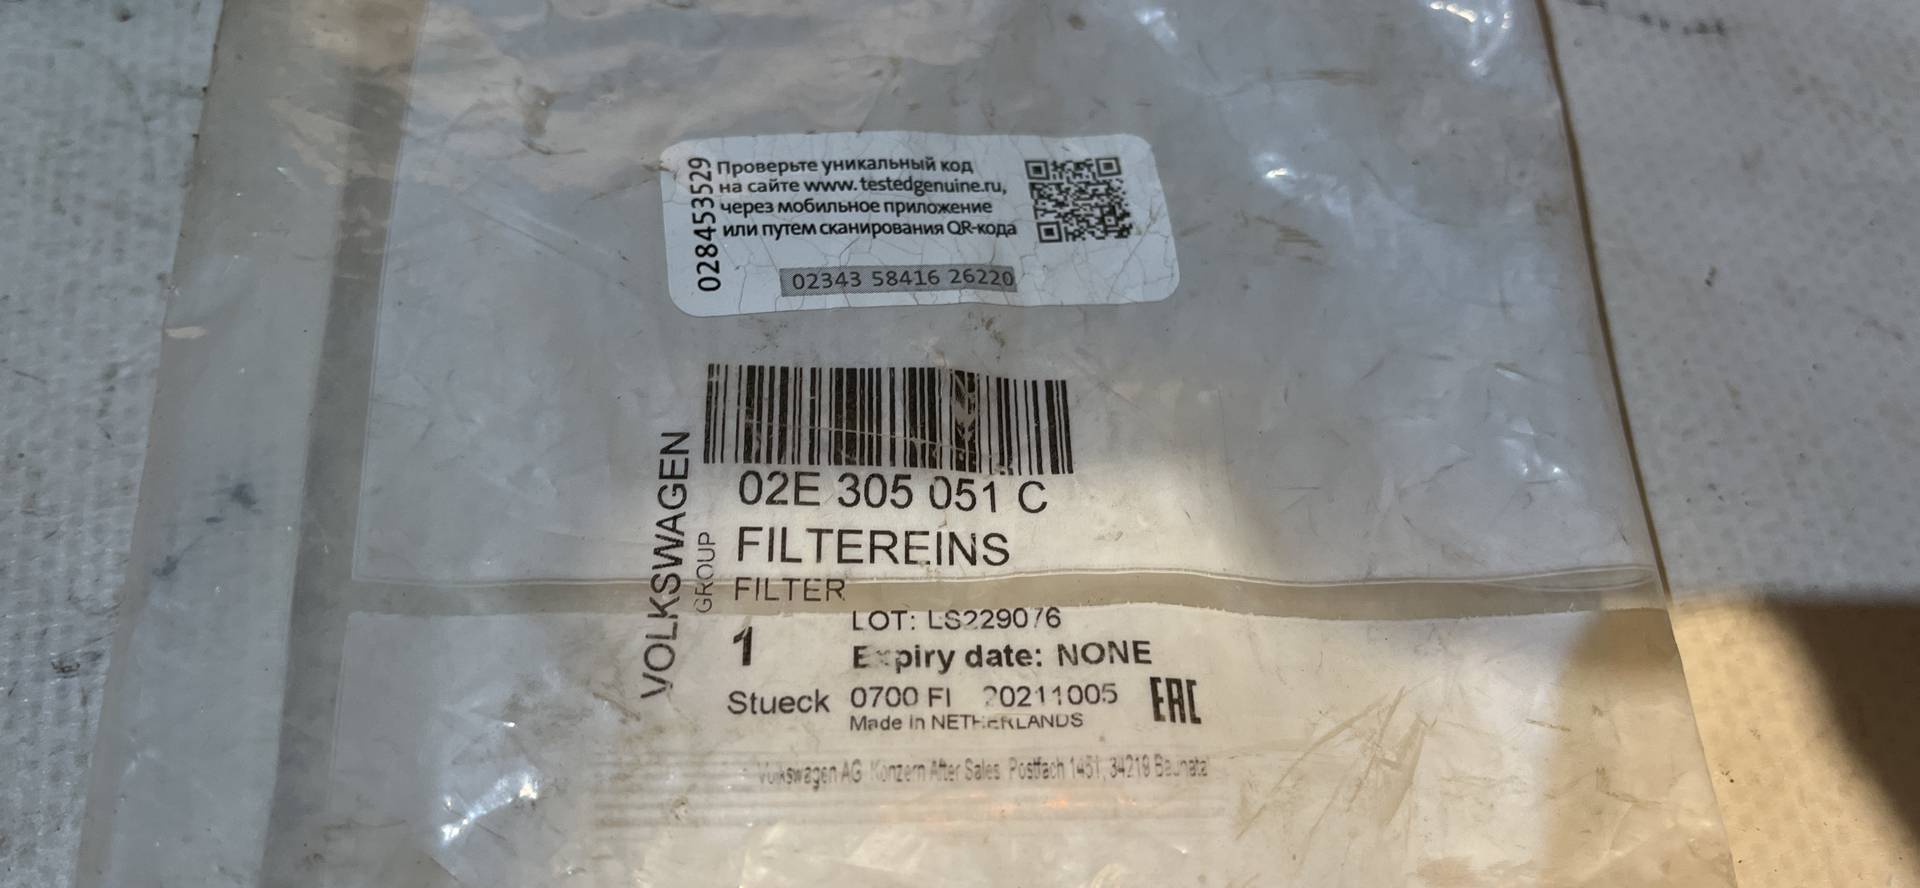 0284453529
Проверьте уникальный код
на сайте www.testedgenuine.ru,
через мобильное приложение
или путем сканирования QR-кода
02343 58416 26220
VOLKSWAGEN
GROUP
02E 305 051 C
FILTEREINS
FILTER
LOT: LS229076
1
Expiry date: NONE
Stueck 0700 FI 20211005
EAC
Made in NETHERLANDS
Volkswagen AG Konzern After Sales, Postfach 1451, 34219 Baunatal